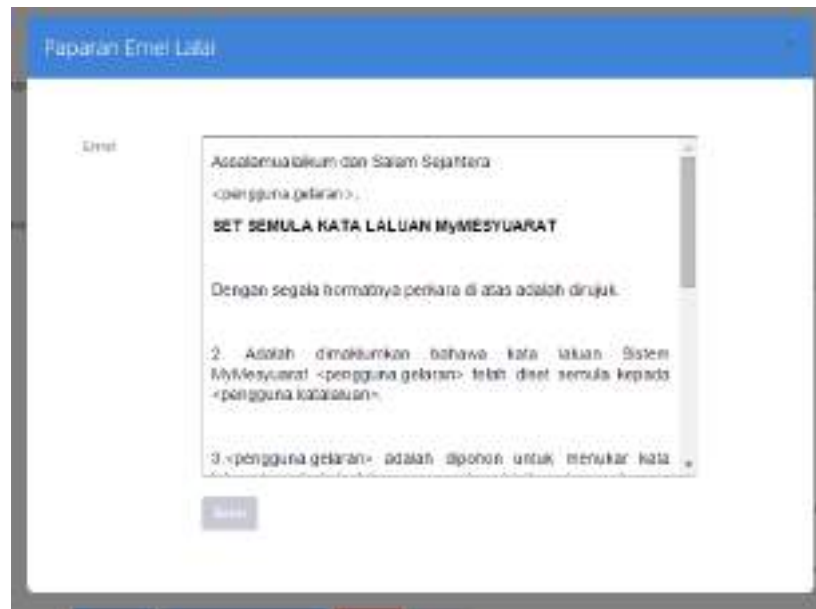 Paparan Emel Lalai
Emel
Assalamualaikum dan Salam Sejahtera
<pengguna.gelaran>,
SET SEMULA KATA LALUAN MyMESYUARAT
Dengan segala hormatnya perkara di atas adalah dirujuk.
2. Adalah dimaklumkan bahawa kata laluan Sistem
MyMesyuarat <pengguna.gelaran> telah diset semula kepada
<pengguna.katalaluan>.
3.<pengguna.gelaran> adalah dipohon untuk menukar kata